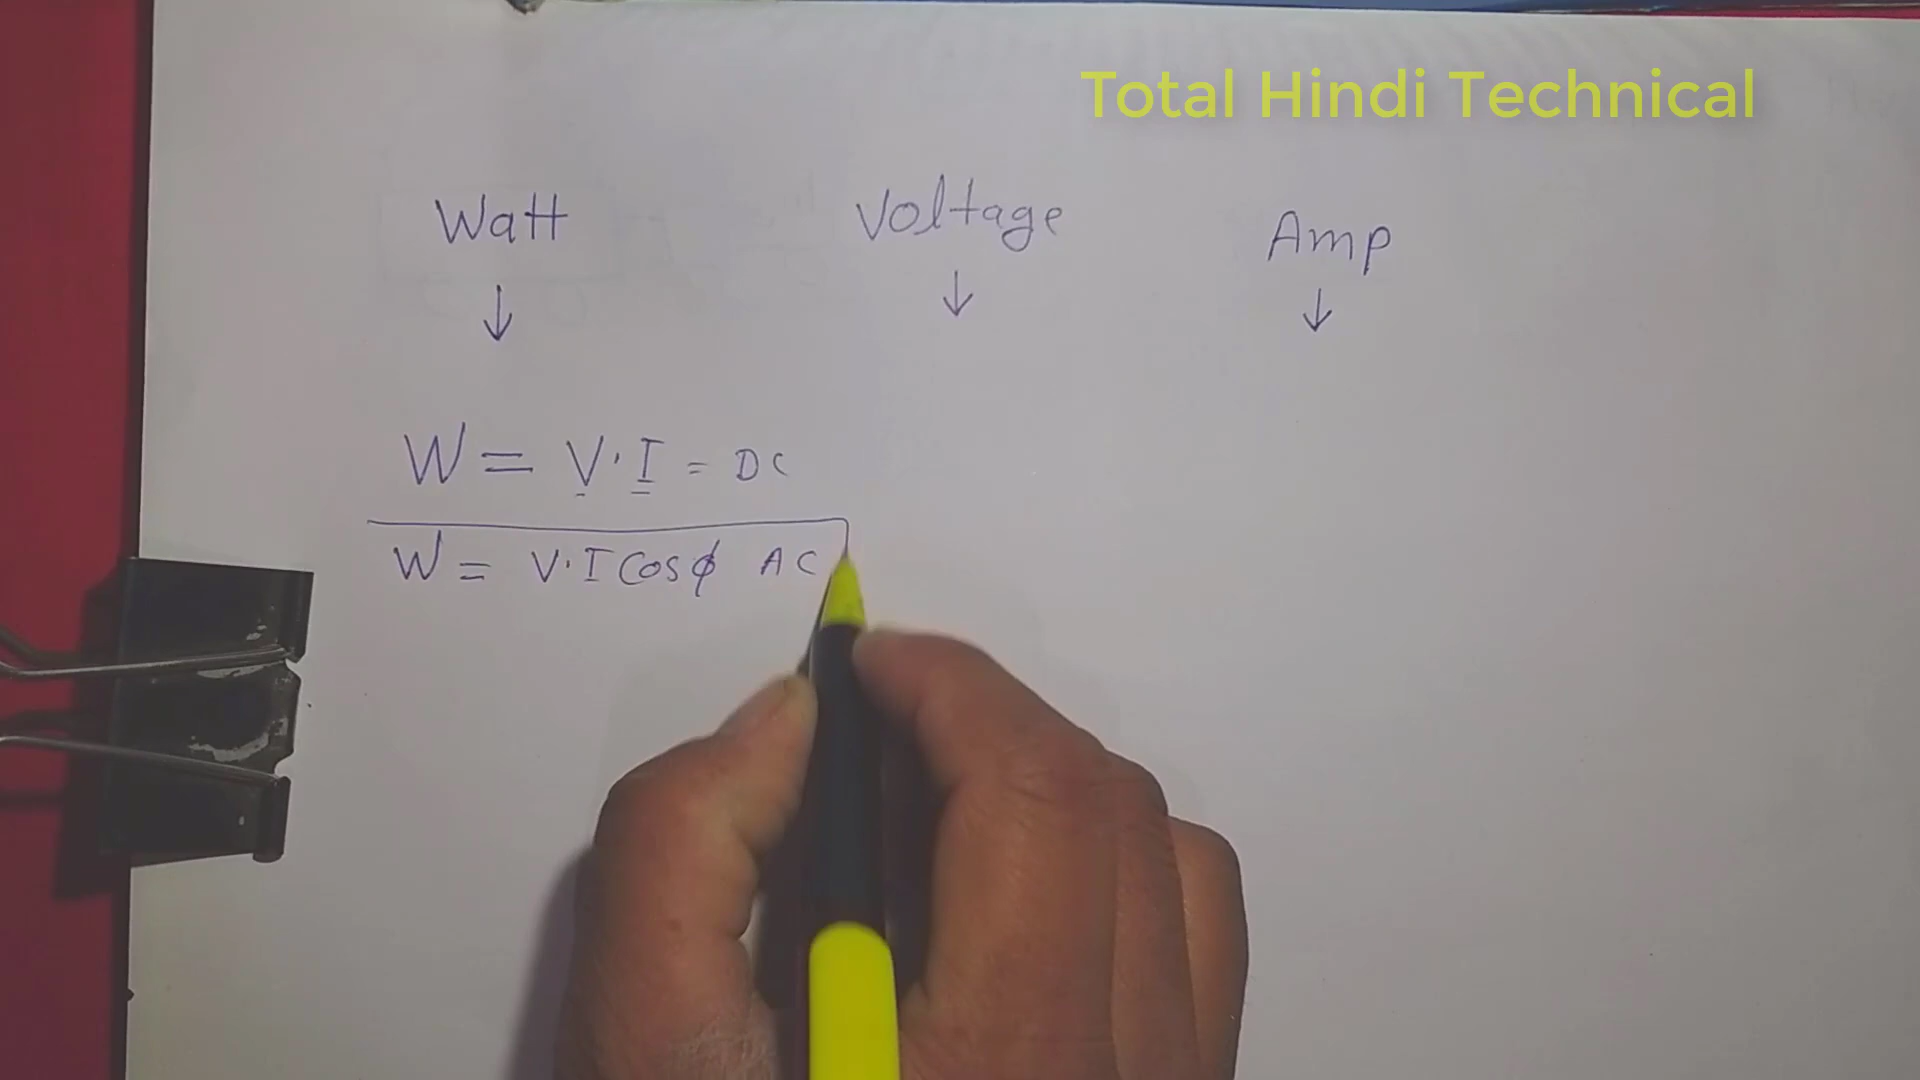 Total Hindi Technical
Watt Voltage Amp
W = V·I = DC
W = V·I Cosϕ AC